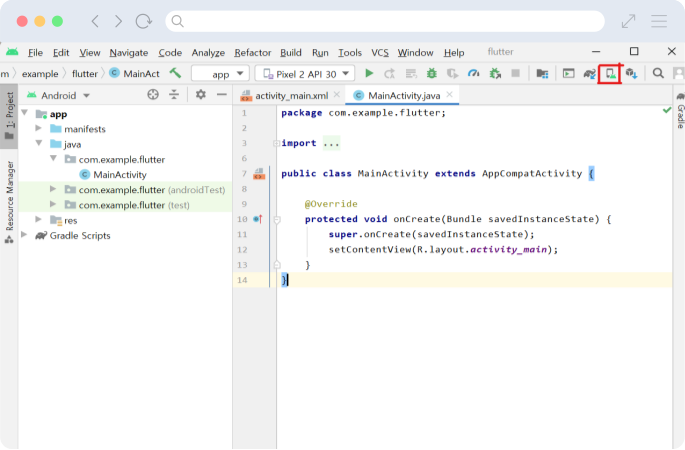 File Edit View Navigate Code Analyze Refactor Build Run Tools VCS Window Help flutter
m example flutter MainAct app Pixel 2 API 30
1: Project
Resource Manager
Android
app
manifests
java
com.example.flutter
MainActivity
com.example.flutter (androidTest)
com.example.flutter (test)
res
Gradle Scripts
activity_main.xml MainActivity.java
1 package com.example.flutter;
2
3 import ...
6
7 public class MainActivity extends AppCompatActivity {
8
9 @Override
10 protected void onCreate(Bundle savedInstanceState) {
11 super.onCreate(savedInstanceState);
12 setContentView(R.layout.activity_main);
13 }
14 }
Gradle